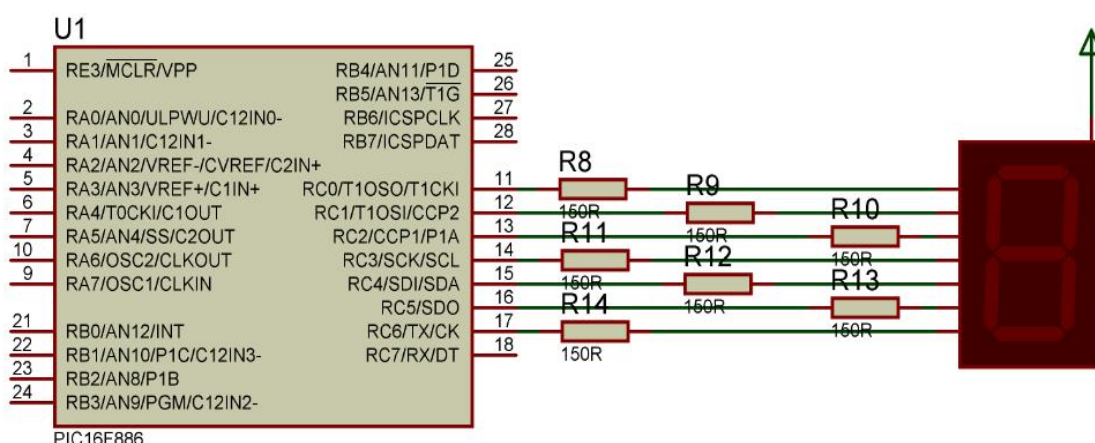 U1
1 RE3/MCLR/VPP RB4/AN11/P1D 25
RB5/AN13/T1G 26
2 RA0/AN0/ULPWU/C12IN0- RB6/ICSPCLK 27
3 RA1/AN1/C12IN1- RB7/ICSPDAT 28
4 RA2/AN2/VREF-/CVREF/C2IN+
5 RA3/AN3/VREF+/C1IN+ RC0/T1OSO/T1CKI 11
6 RA4/T0CKI/C1OUT RC1/T1OSI/CCP2 12
7 RA5/AN4/SS/C2OUT RC2/CCP1/P1A 13
10 RA6/OSC2/CLKOUT RC3/SCK/SCL 14
9 RA7/OSC1/CLKIN RC4/SDI/SDA 15
RC5/SDO 16
21 RB0/AN12/INT RC6/TX/CK 17
22 RB1/AN10/P1C/C12IN3- RC7/RX/DT 18
23 RB2/AN8/P1B
24 RB3/AN9/PGM/C12IN2-
PIC16F886
R8
150R
R9
150R
R10
150R
R11
150R
R12
150R
R13
150R
R14
150R